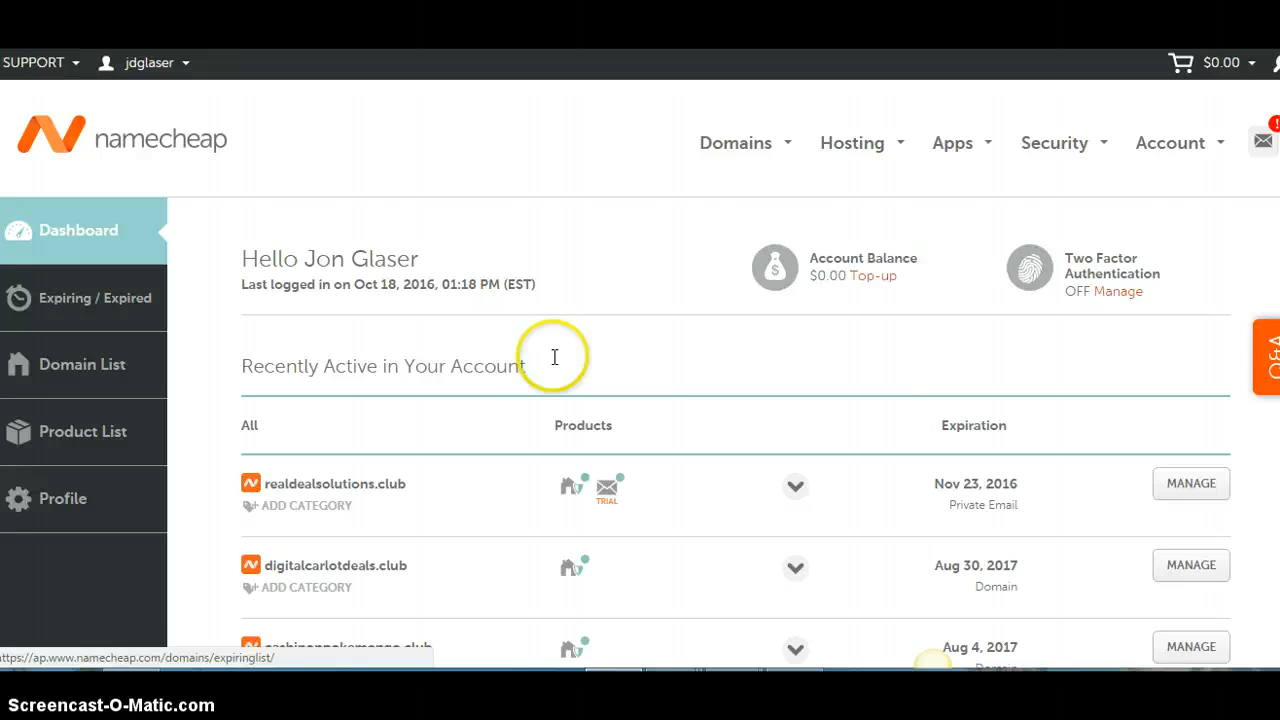 SUPPORT jdglaser $0.00
namecheap
Domains Hosting Apps Security Account
!
Dashboard
Expiring / Expired
Domain List
Product List
Profile
Hello Jon Glaser
Last logged in on Oct 18, 2016, 01:18 PM (EST)
Account Balance
$0.00 Top-up
Two Factor
Authentication
OFF Manage
Q&A
Recently Active in Your Account
All Products Expiration
realdealsolutions.club
ADD CATEGORY
TRIAL
Nov 23, 2016
Private Email
MANAGE
digitalcarlotdeals.club
ADD CATEGORY
Aug 30, 2017
Domain
MANAGE
Aug 4, 2017
Domain
MANAGE
https://ap.www.namecheap.com/domains/expiringlist/
Screencast-O-Matic.com